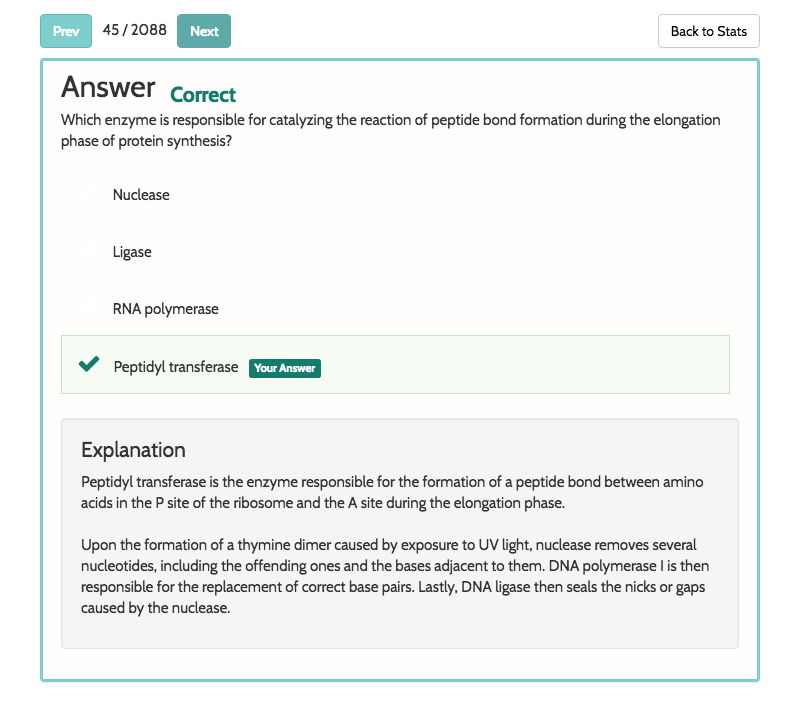 Prev 45 / 2088 Next Back to Stats
Answer Correct
Which enzyme is responsible for catalyzing the reaction of peptide bond formation during the elongation
phase of protein synthesis?
Nuclease
Ligase
RNA polymerase
Peptidyl transferase Your Answer
Explanation
Peptidyl transferase is the enzyme responsible for the formation of a peptide bond between amino
acids in the P site of the ribosome and the A site during the elongation phase.
Upon the formation of a thymine dimer caused by exposure to UV light, nuclease removes several
nucleotides, including the offending ones and the bases adjacent to them. DNA polymerase I is then
responsible for the replacement of correct base pairs. Lastly, DNA ligase then seals the nicks or gaps
caused by the nuclease.